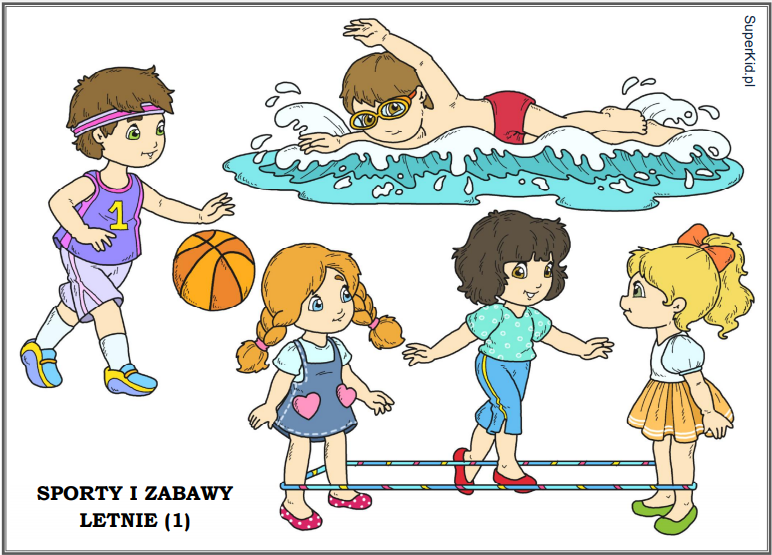 SuperKid.pl
1
SPORTY I ZABAWY
LETNIE (1)